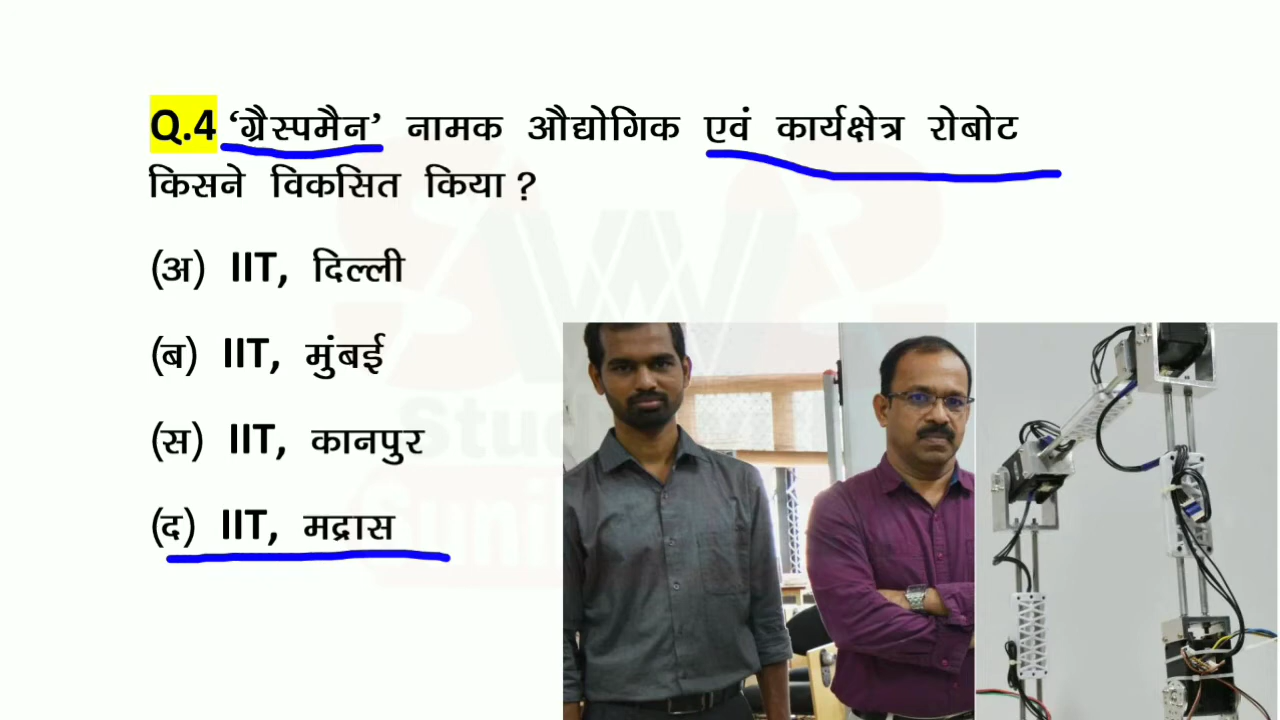 Q.4 ‘ग्रैस्पमैन’ नामक औद्योगिक एवं कार्यक्षेत्र रोबोट
किसने विकसित किया ?
(अ) IIT, दिल्ली
(ब) IIT, मुंबई
(स) IIT, कानपुर
(द) IIT, मद्रास